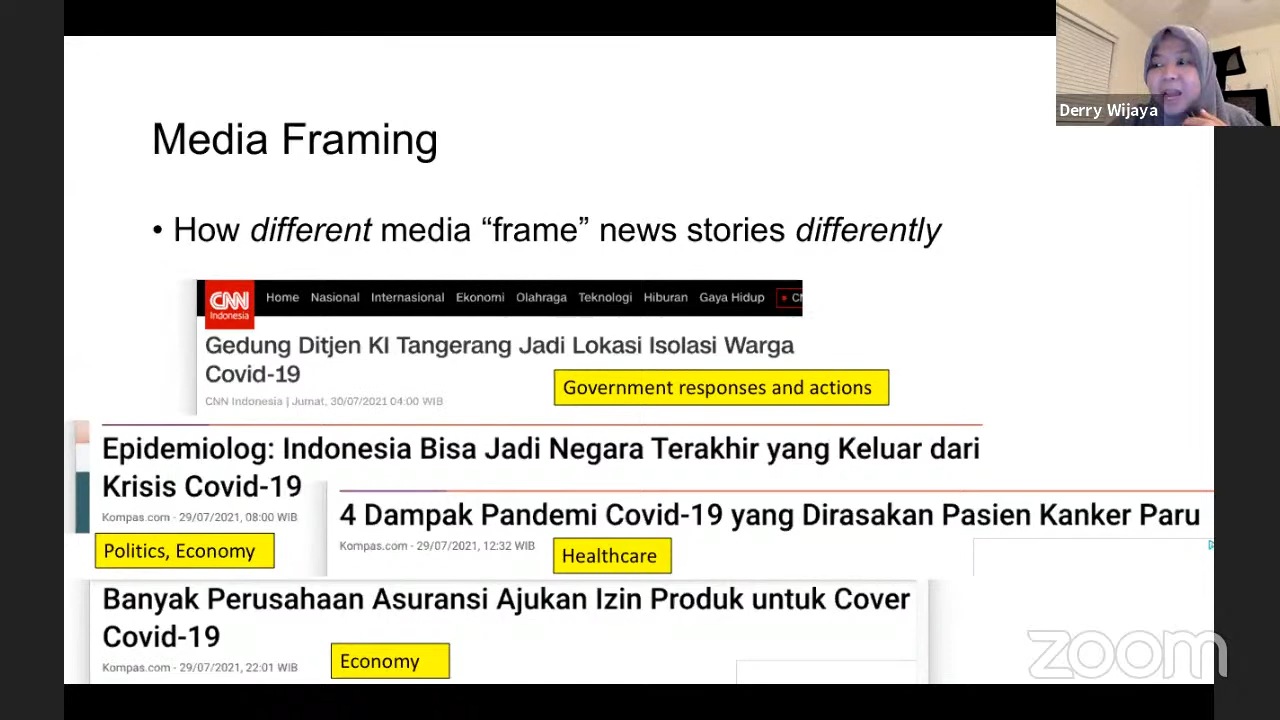 Derry Wijaya
Media Framing
• How different media “frame” news stories differently
CNN
Indonesia
Home Nasional Internasional Ekonomi Olahraga Teknologi Hiburan Gaya Hidup
Gedung Ditjen KI Tangerang Jadi Lokasi Isolasi Warga
Covid-19
CNN Indonesia | Jumat, 30/07/2021 04:00 WIB
Government responses and actions
Epidemiolog: Indonesia Bisa Jadi Negara Terakhir yang Keluar dari
Krisis Covid-19
Kompas.com - 29/07/2021, 08:00 WIB
Politics, Economy
4 Dampak Pandemi Covid-19 yang Dirasakan Pasien Kanker Paru
Kompas.com - 29/07/2021, 12:32 WIB
Healthcare
Banyak Perusahaan Asuransi Ajukan Izin Produk untuk Cover
Covid-19
Kompas.com - 29/07/2021, 22:01 WIB
Economy
zoom